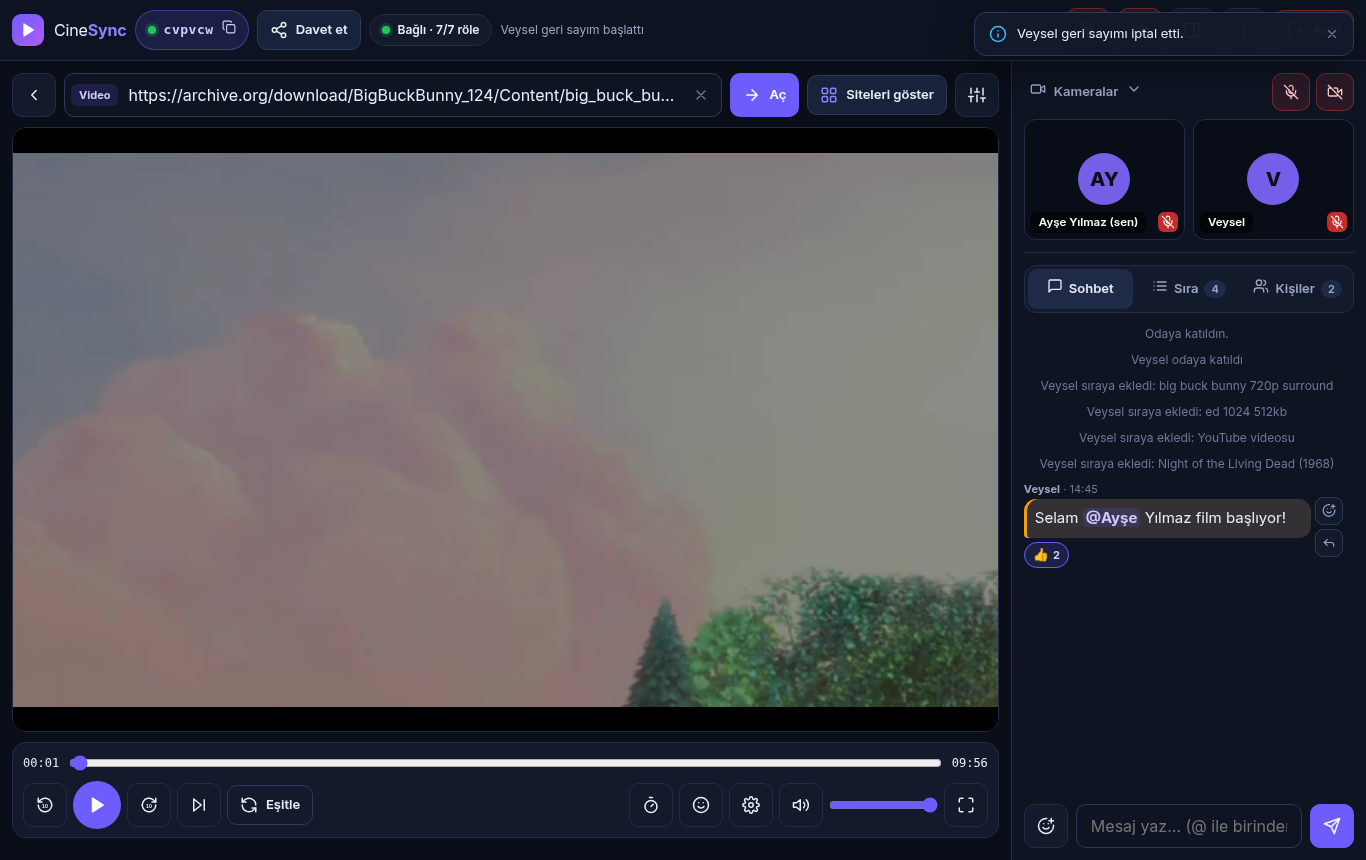 CineSync
cvpvcw
Davet et
Bağlı · 7/7 röle
Veysel geri sayım başlattı
Veysel geri sayımı iptal etti.
Video
https://archive.org/download/BigBuckBunny_124/Content/big_buck_bu...
Aç
Siteleri göster
Kameralar
AY
Ayşe Yılmaz (sen)
V
Veysel
Sohbet
Sıra 4
Kişiler 2
Odaya katıldın.
Veysel odaya katıldı
Veysel sıraya ekledi: big buck bunny 720p surround
Veysel sıraya ekledi: ed 1024 512kb
Veysel sıraya ekledi: YouTube videosu
Veysel sıraya ekledi: Night of the Living Dead (1968)
Veysel · 14:45
Selam @Ayşe Yılmaz film başlıyor!
👍 2
00:01
09:56
10
10
Eşitle
Mesaj yaz... (@ ile birinde